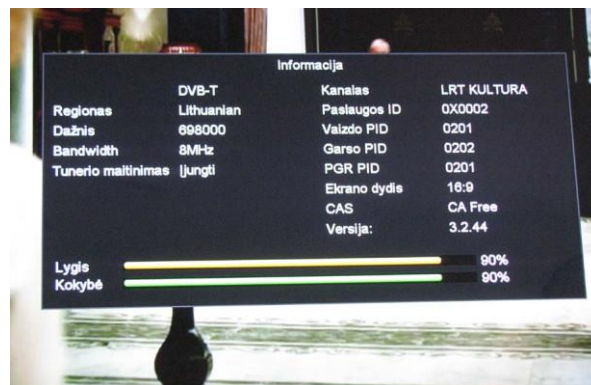 Informacija
DVB-T Kanalas LRT KULTURA
Regionas Lithuanian Paslaugos ID 0X0002
Dažnis 698000 Vaizdo PID 0201
Bandwidth 8MHz Garso PID 0202
Tunerio maitinimas Įjungti PGR PID 0201
Ekrano dydis 16:9
CAS CA Free
Versija: 3.2.44
Lygis 90%
Kokybė 90%